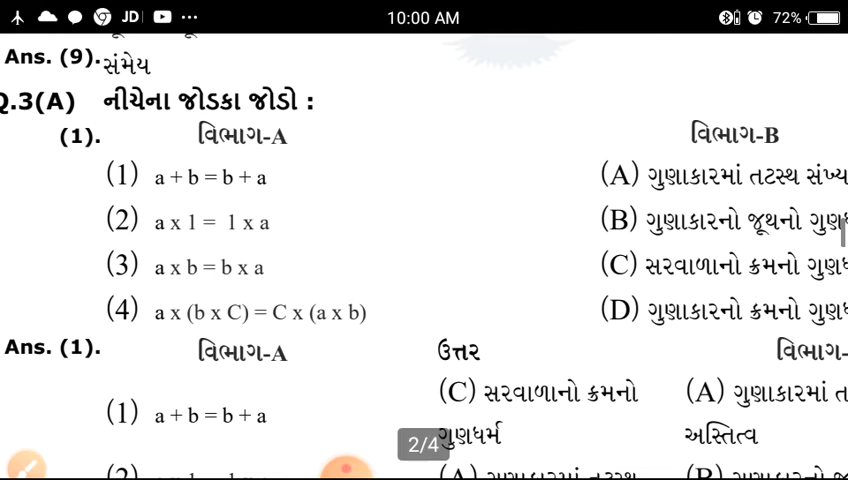 JD
10:00 AM
72%
Ans. (9). સંમેય
Q.3(A) નીચેના જોડકા જોડો :
(1). વિભાગ-A વિભાગ-B
(1) a + b = b + a (A) ગુણાકારમાં તટસ્થ
(2) a x 1 = 1 x a (B) ગુણાકારનો જૂથનો
(3) a x b = b x a (C) સરવાળાનો ક્રમનો
(4) a x (b x C) = C x (a x b) (D) ગુણાકારનો ક્રમનો
Ans. (1). વિભાગ-A ઉત્તર વિભાગ-
(C) સરવાળાનો ક્રમનો (A) ગુણાકારમાં
(1) a + b = b + a
ગુણધર્મ અસ્તિત્વ
2/4